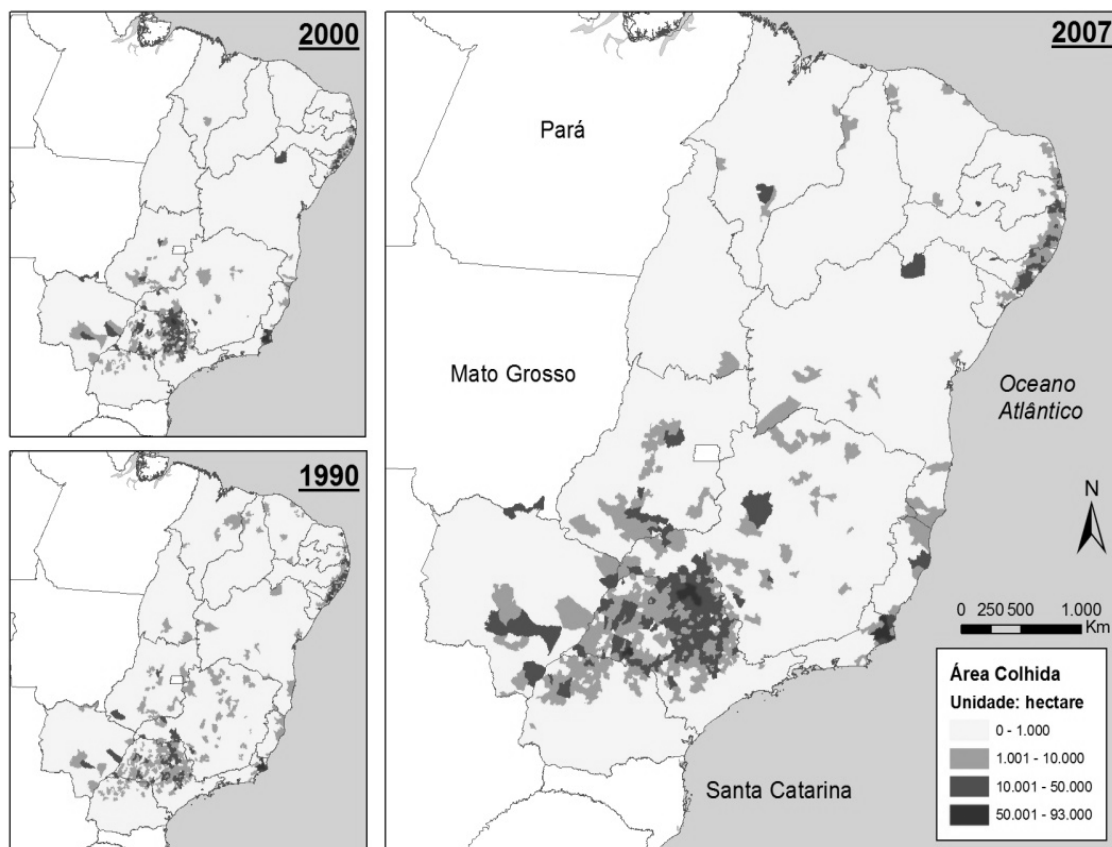 2000
1990
2007
Pará
Mato Grosso
Oceano
Atlântico
Santa Catarina
N
0 250 500 1.000
Km
Área Colhida
Unidade: hectare
0 - 1.000
1.001 - 10.000
10.001 - 50.000
50.001 - 93.000